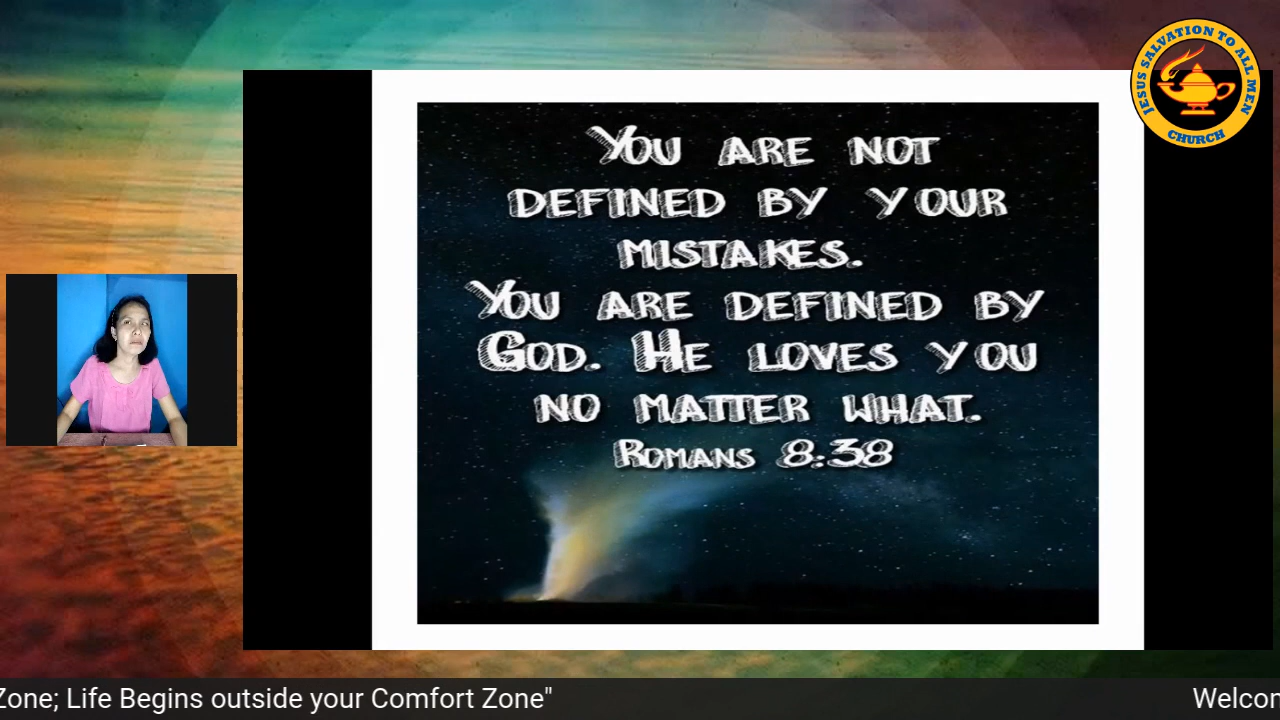 JESUS SALVATION TO ALL MEN
CHURCH
You are not
defined by your
mistakes.
You are defined by
God. He loves you
no matter what.
Romans 8:38
Zone; Life Begins outside your Comfort Zone"
Welcon